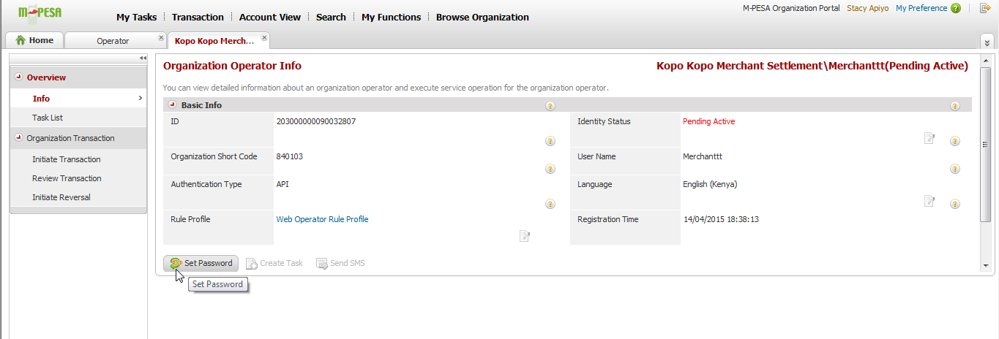 M-PESA
My Tasks Transaction Account View Search My Functions Browse Organization
M-PESA Organization Portal Stacy Apiyo My Preference ?
Home Operator Kopo Kopo Merch...
Overview
Info
Task List
Organization Transaction
Initiate Transaction
Review Transaction
Initiate Reversal
Organization Operator Info Kopo Kopo Merchant Settlement\Merchanttt(Pending Active)
You can view detailed information about an organization operator and execute service operation for the organization operator.
Basic Info
ID 203000000090032807 Identity Status Pending Active
Organization Short Code 840103 User Name Merchanttt
Authentication Type API Language English (Kenya)
Rule Profile Web Operator Rule Profile Registration Time 14/04/2015 18:38:13
Set Password Create Task Send SMS
Set Password